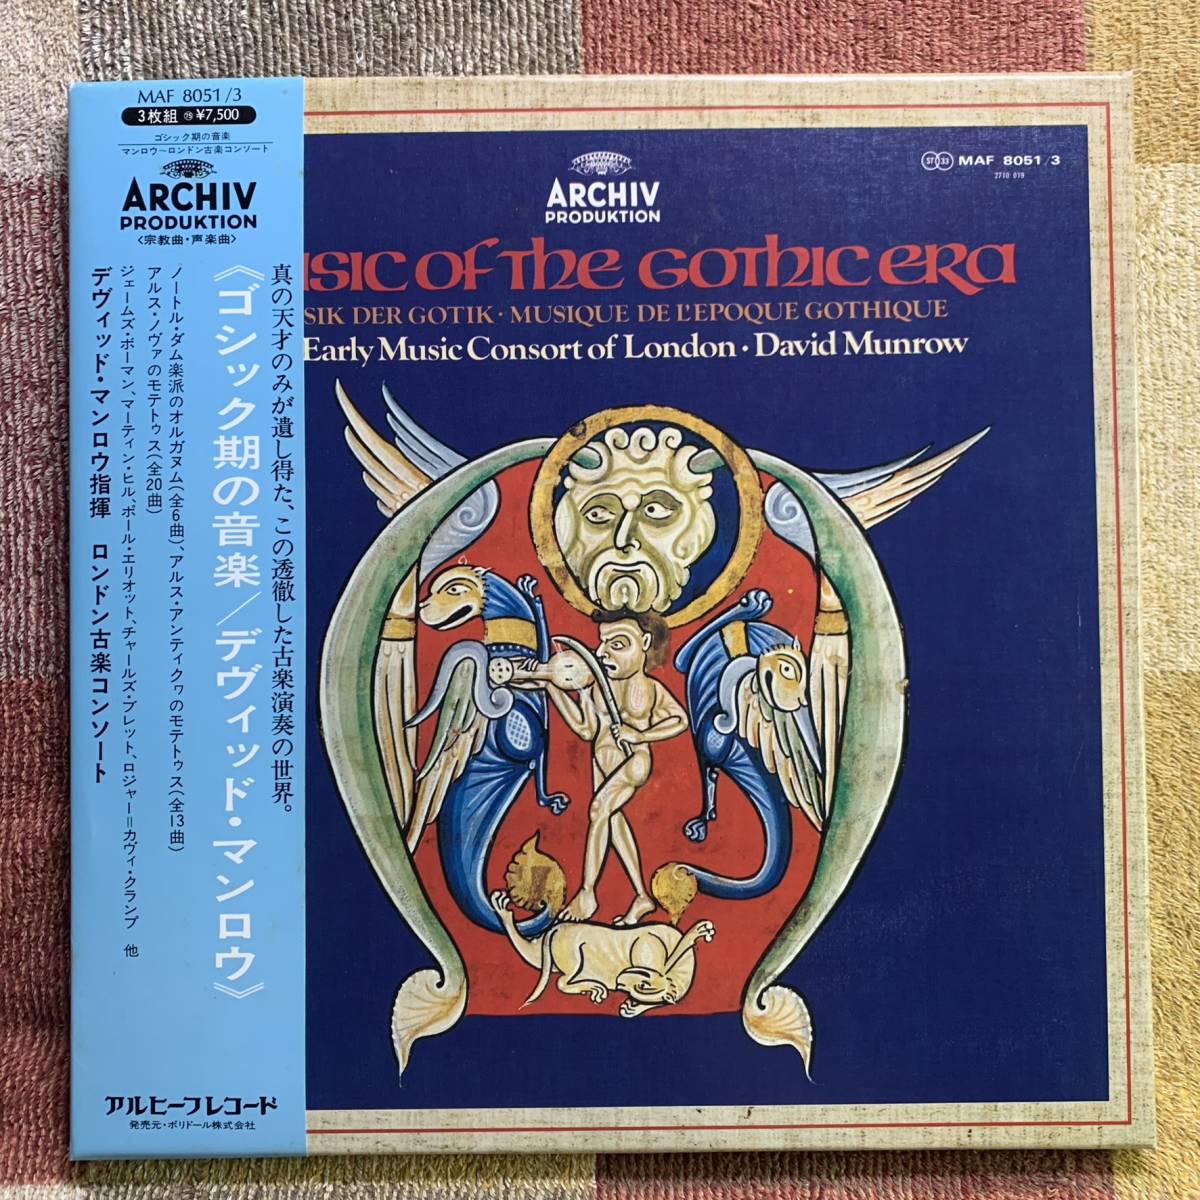 MAF 8051/3
3枚組 ⑲ ¥7,500
ゴシック期の音楽
マンロウ〜ロンドン古楽コンソート
ARCHIV
PRODUKTION
〈宗教曲・声楽曲〉
真の天才のみが遺し得た、この透徹した古楽演奏の世界。
《ゴシック期の音楽/デヴィッド・マンロウ》
ノートル・ダム楽派のオルガヌム(全6曲)、アルス・アンティクヮのモテトゥス(全13曲)
アルス・ノヴァのモテトゥス(全20曲)
ジェームズ・ボーマン、マーティン・ヒル、ポール・エリオット、チャールズ・ブレット、ロジャー=カヴィ・クランプ 他
デヴィッド・マンロウ指揮 ロンドン古楽コンソート
アルヒーフレコード
発売元・ポリドール株式会社
ARCHIV
PRODUKTION
ST 33 MAF 8051/3
2710 019
USIC OF THE GOTHIC ERA
SIK DER GOTIK · MUSIQUE DE L'EPOQUE GOTHIQUE
Early Music Consort of London · David Munrow